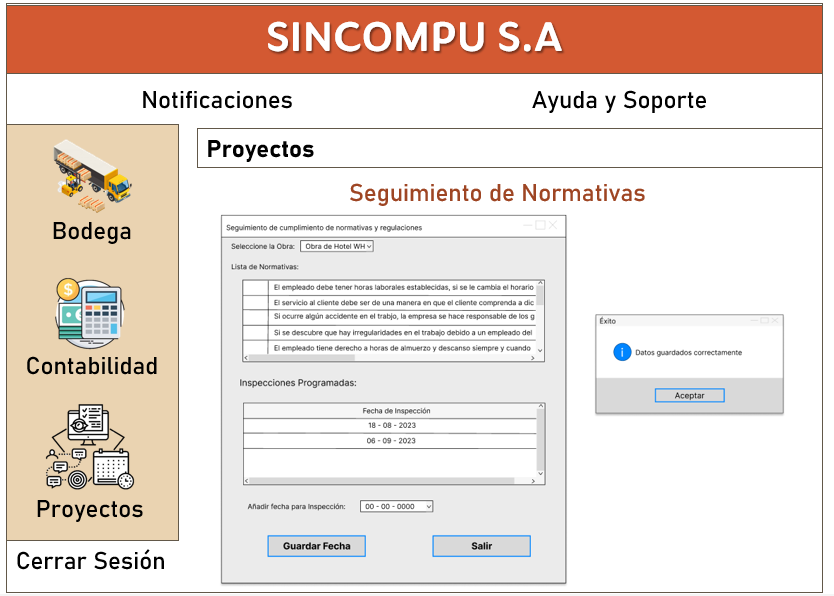 SINCOMPU S.A
Notificaciones
Ayuda y Soporte
Bodega
Contabilidad
Proyectos
Cerrar Sesión
Proyectos
Seguimiento de Normativas
Seguimiento de cumplimiento de normativas y regulaciones
Seleccione la Obra:
Obra de Hotel WH
Lista de Normativas:
El empleado debe tener horas laborales establecidas, si se le cambia el horario
El servicio al cliente debe ser de una manera en que el cliente comprenda a dic
Si ocurre algún accidente en el trabjo, la empresa se hace responsable de los g
Si se descubre que hay irregularidades en el trabajo debido a un empleado del
El empleado tiene derecho a horas de almuerzo y descanso siempre y cuando
Inspecciones Programadas:
Fecha de Inspección
18 - 08 - 2023
06 - 09 - 2023
Añadir fecha para Inspección:
00 - 00 - 0000
Guardar Fecha
Salir
Éxito
Datos guardados correctamente
Aceptar